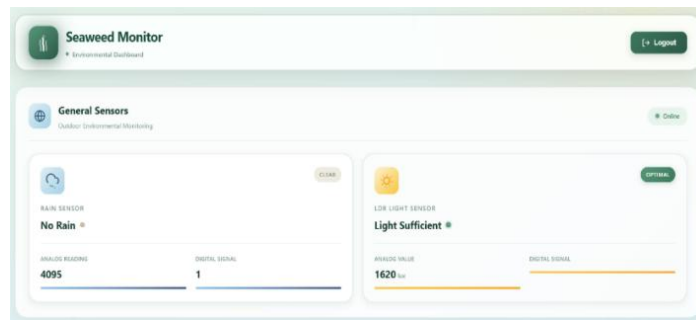 Seaweed Monitor
Environmental Dashboard
Logout
General Sensors
Outdoor Environmental Monitoring
Online
CLEAR
RAIN SENSOR
No Rain
ANALOG READING
DIGITAL SIGNAL
4095
1
OPTIMAL
LDR LIGHT SENSOR
Light Sufficient
ANALOG VALUE
DIGITAL SIGNAL
1620